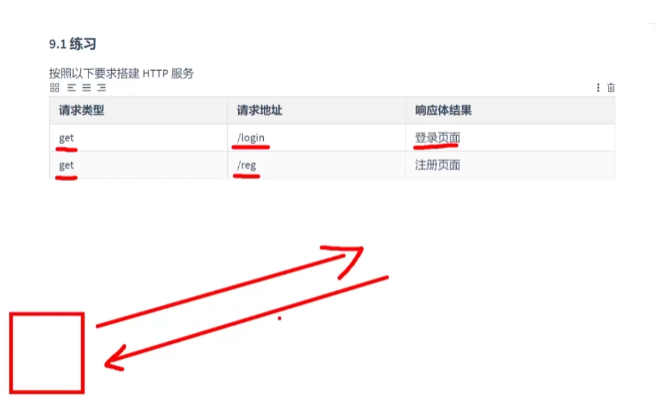 9.1 练习
按照以下要求搭建 HTTP 服务
请求类型 请求地址 响应体结果
get /login 登录页面
get /reg 注册页面